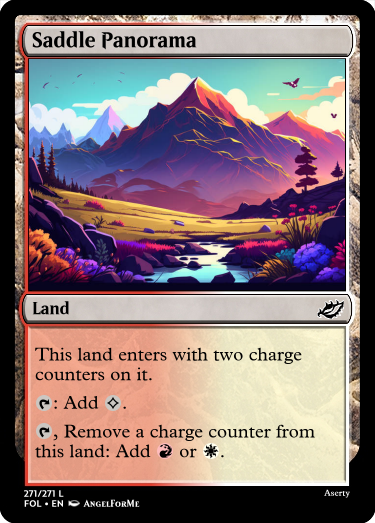 Saddle Panorama
Land
This land enters with two charge
counters on it.
: Add .
, Remove a charge counter from
this land: Add or .
271/271 L
FOL • EN AngelForMe
Aserty